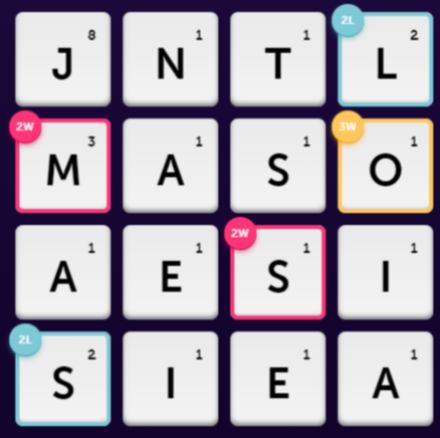 2L
8 1 1 2
J N T L
2W 3W
3 1 1 1
M A S O
2W
1 1 1 1
A E S I
2L
2 1 1 1
S I E A